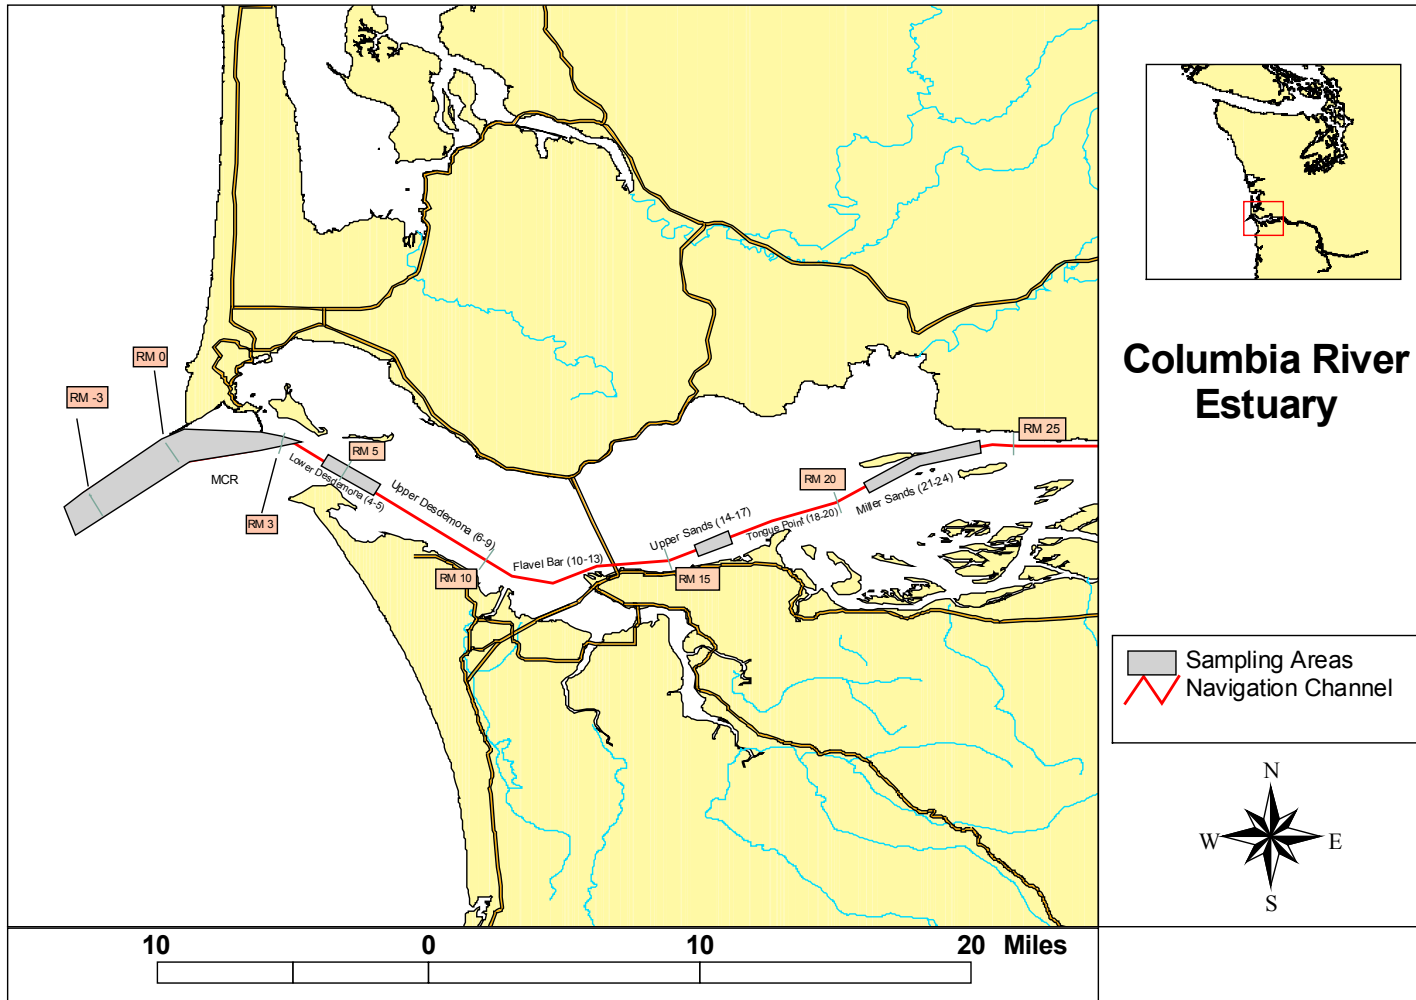 Columbia River
Estuary
RM 0
RM -3
RM 3
MCR
RM 5
Lower Desdemona (4-5)
Upper Desdemona (6-9)
RM 10
Flavel Bar (10-13)
Upper Sands (14-17)
RM 15
Tongue Point (18-20)
RM 20
Miller Sands (21-24)
RM 25
Sampling Areas
Navigation Channel
N
W
E
S
10 0 10 20 Miles